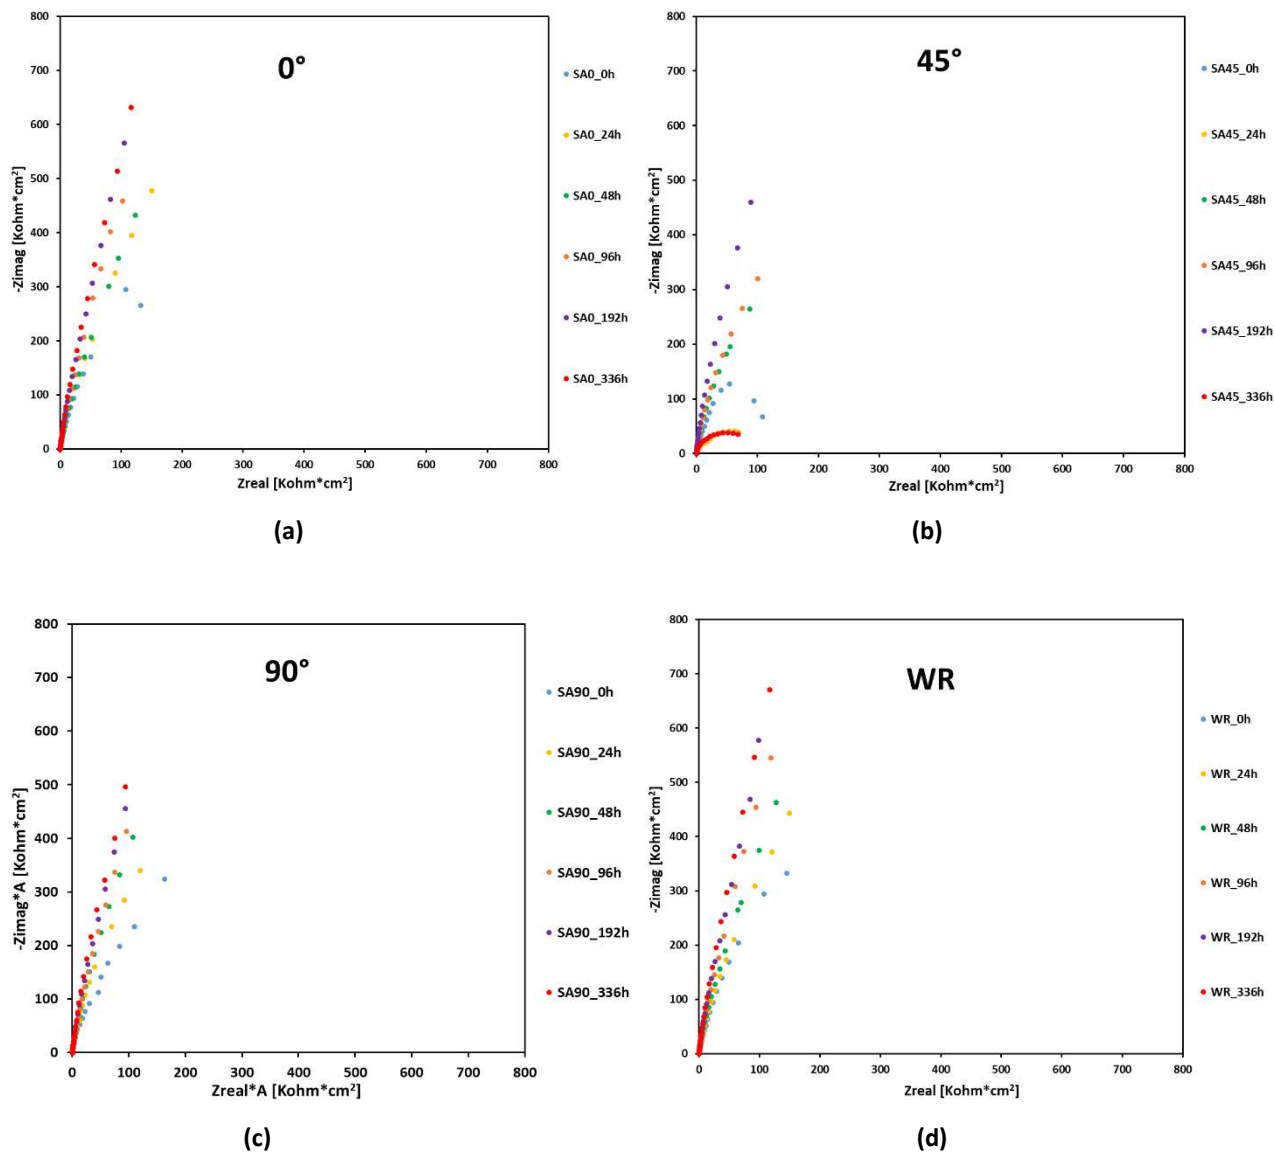 0°
800
700
600
500
400
300
200
100
0
-Zimag [Kohm*cm²]
0 100 200 300 400 500 600 700 800
Zreal [Kohm*cm²]
SA0_0h
SA0_24h
SA0_48h
SA0_96h
SA0_192h
SA0_336h
(a)
45°
800
700
600
500
400
300
200
100
0
-Zimag [Kohm*cm²]
0 100 200 300 400 500 600 700 800
Zreal [Kohm*cm²]
SA45_0h
SA45_24h
SA45_48h
SA45_96h
SA45_192h
SA45_336h
(b)
90°
800
700
600
500
400
300
200
100
0
-Zimag*A [Kohm*cm²]
0 100 200 300 400 500 600 700 800
Zreal*A [Kohm*cm²]
SA90_0h
SA90_24h
SA90_48h
SA90_96h
SA90_192h
SA90_336h
(c)
WR
800
700
600
500
400
300
200
100
0
-Zimag [Kohm*cm²]
0 100 200 300 400 500 600 700 800
Zreal [Kohm*cm²]
WR_0h
WR_24h
WR_48h
WR_96h
WR_192h
WR_336h
(d)